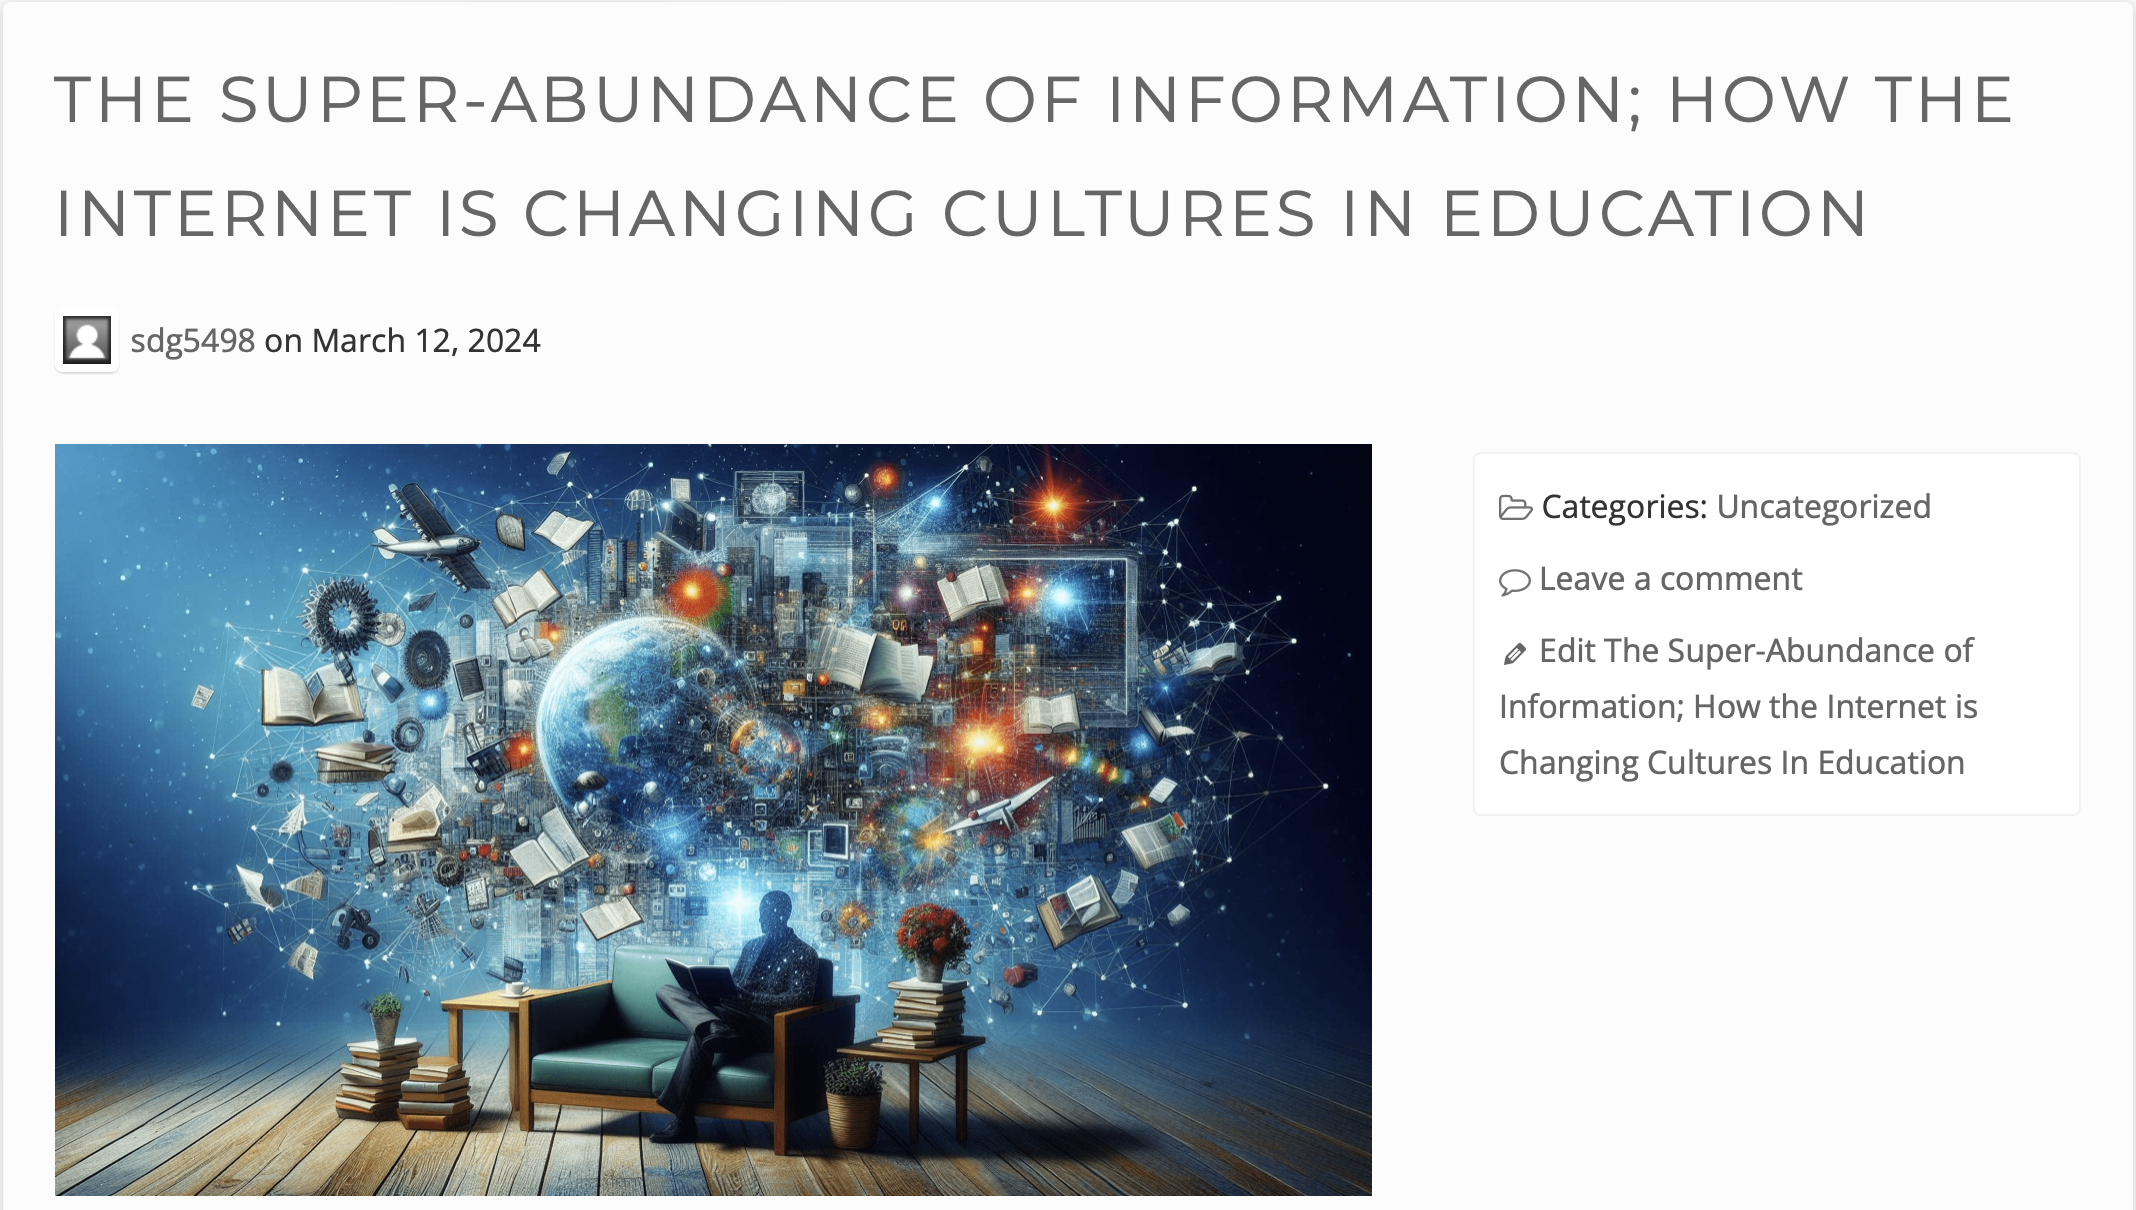 THE SUPER-ABUNDANCE OF INFORMATION; HOW THE
INTERNET IS CHANGING CULTURES IN EDUCATION
sdg5498 on March 12, 2024
Categories: Uncategorized
Leave a comment
Edit The Super-Abundance of
Information; How the Internet is
Changing Cultures In Education